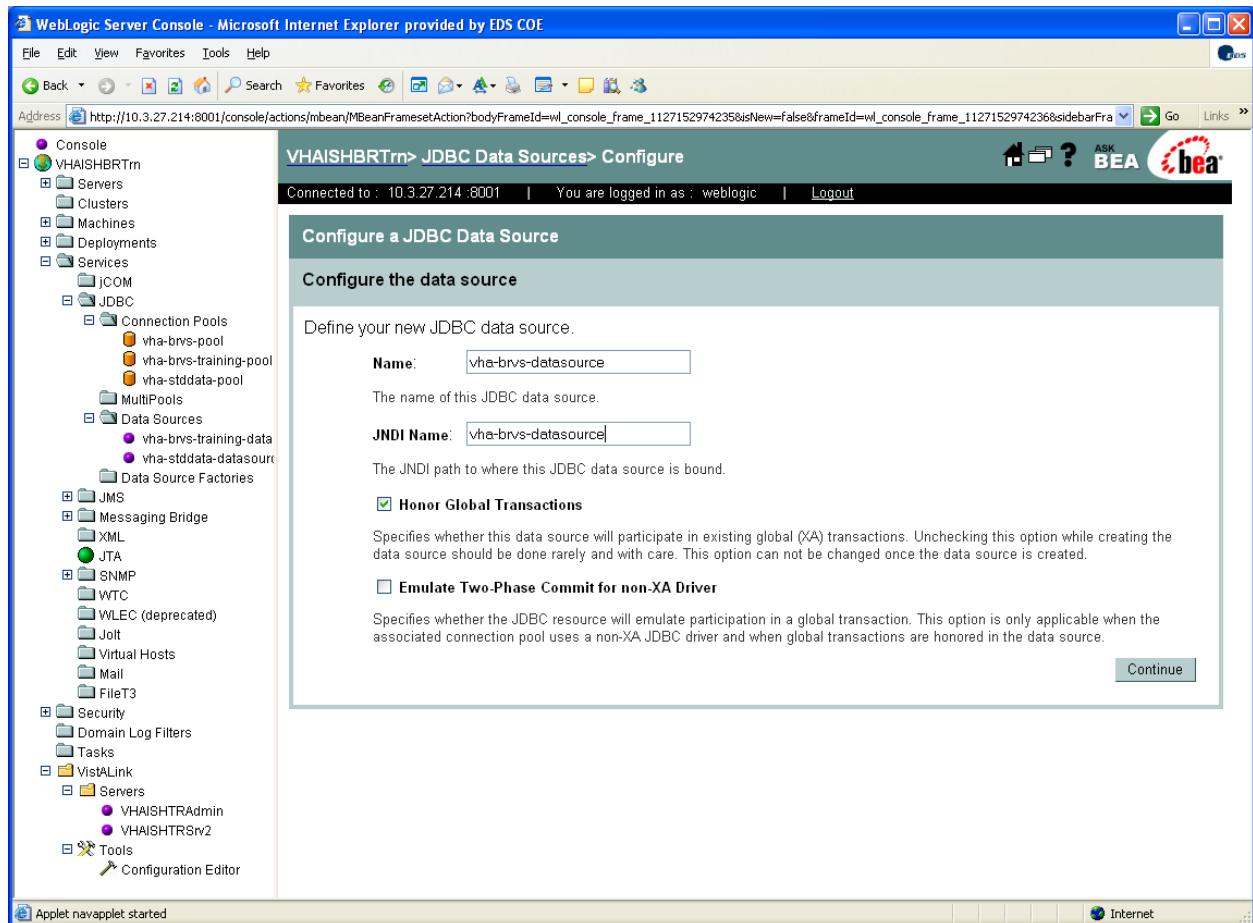 WebLogic Server Console - Microsoft Internet Explorer provided by EDS COE
File Edit View Favorites Tools Help
EDS
Back Search Favorites
Address http://10.3.27.214:8001/console/actions/mbean/MBeanFramesetAction?bodyFrameId=wl_console_frame_1127152974235&isNew=false&frameId=wl_console_frame_1127152974236&sidebarFra Go Links »
Console
VHAISHBRTrn
Servers
Clusters
Machines
Deployments
Services
jCOM
JDBC
Connection Pools
vha-brvs-pool
vha-brvs-training-pool
vha-stddata-pool
MultiPools
Data Sources
vha-brvs-training-data
vha-stddata-datasour
Data Source Factories
JMS
Messaging Bridge
XML
JTA
SNMP
WTC
WLEC (deprecated)
Jolt
Virtual Hosts
Mail
FileT3
Security
Domain Log Filters
Tasks
VistALink
Servers
VHAISHTRAdmin
VHAISHTRSrv2
Tools
Configuration Editor
VHAISHBRTrn> JDBC Data Sources> Configure
? ASK BEA bea
Connected to : 10.3.27.214 :8001 | You are logged in as : weblogic | Logout
Configure a JDBC Data Source
Configure the data source
Define your new JDBC data source.
Name: vha-brvs-datasource
The name of this JDBC data source.
JNDI Name: vha-brvs-datasource
The JNDI path to where this JDBC data source is bound.
Honor Global Transactions
Specifies whether this data source will participate in existing global (XA) transactions. Unchecking this option while creating the
data source should be done rarely and with care. This option can not be changed once the data source is created.
Emulate Two-Phase Commit for non-XA Driver
Specifies whether the JDBC resource will emulate participation in a global transaction. This option is only applicable when the
associated connection pool uses a non-XA JDBC driver and when global transactions are honored in the data source.
Continue
Applet navapplet started
Internet